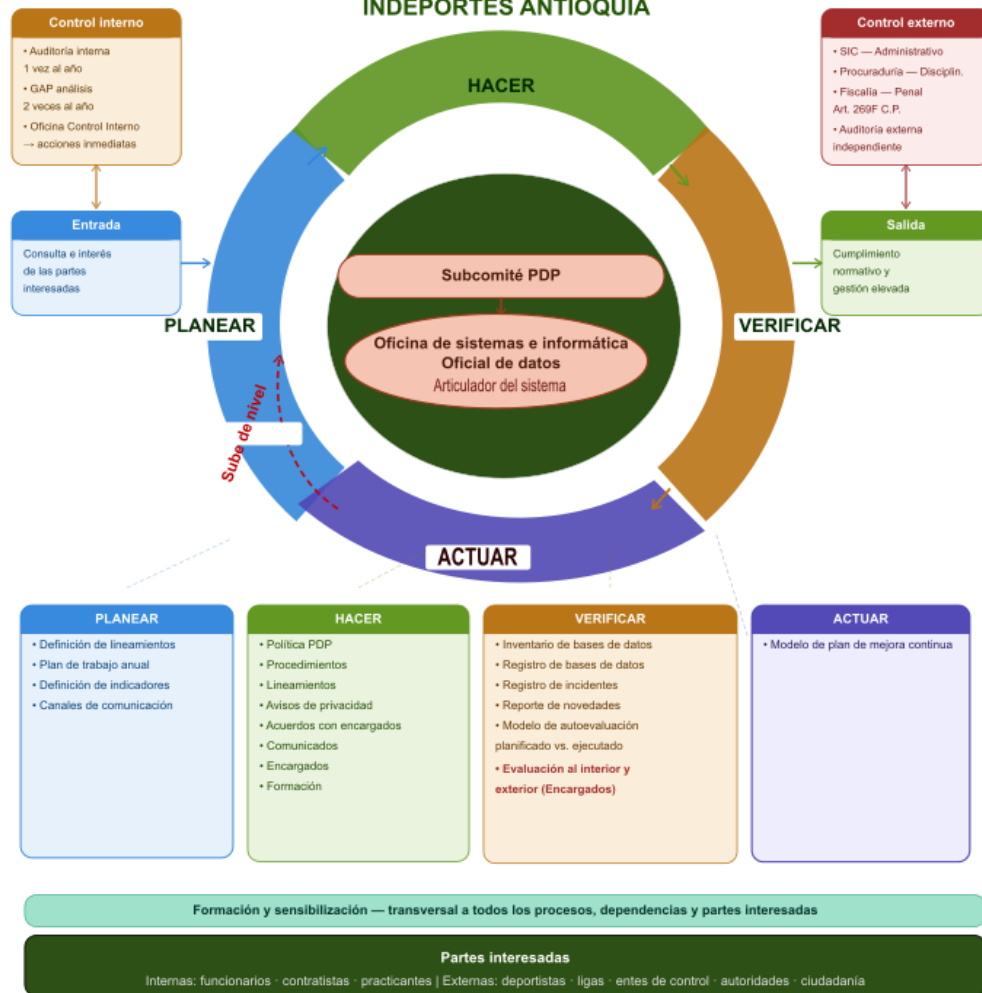 INDEPORTES ANTIOQUIA
Control interno
• Auditoría interna
1 vez al año
• GAP análisis
2 veces al año
• Oficina Control Interno
→ acciones inmediatas
Control externo
• SIC — Administrativo
• Procuraduría — Disciplin.
• Fiscalía — Penal
Art. 269F C.P.
• Auditoría externa
independiente
HACER
Entrada
Consulta e interés
de las partes
interesadas
Salida
Cumplimiento
normativo y
gestión elevada
Subcomité PDP
PLANEAR
VERIFICAR
Oficina de sistemas e informática
Oficial de datos
Articulador del sistema
Sube de nivel
ACTUAR
PLANEAR
• Definición de lineamientos
• Plan de trabajo anual
• Definición de indicadores
• Canales de comunicación
HACER
• Política PDP
• Procedimientos
• Lineamientos
• Avisos de privacidad
• Acuerdos con encargados
• Comunicados
• Encargados
• Formación
VERIFICAR
• Inventario de bases de datos
• Registro de bases de datos
• Registro de incidentes
• Reporte de novedades
• Modelo de autoevaluación
planificado vs. ejecutado
• Evaluación al interior y
exterior (Encargados)
ACTUAR
• Modelo de plan de mejora continua
Formación y sensibilización — transversal a todos los procesos, dependencias y partes interesadas
Partes interesadas
Internas: funcionarios · contratistas · practicantes | Externas: deportistas · ligas · entes de control · autoridades · ciudadanía